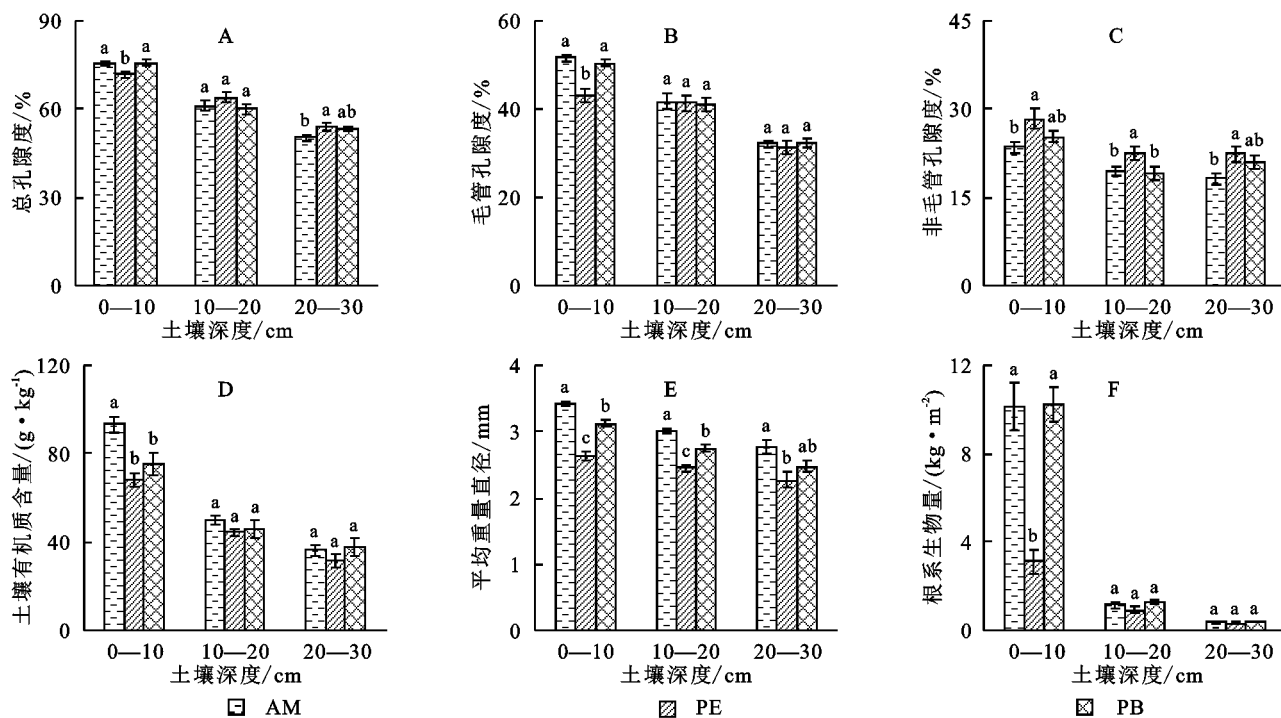 90
60
30
0
总孔隙度/%
A
a b a
a a a
b a ab
0—10 10—20 20—30
土壤深度/cm
60
40
20
0
毛管孔隙度/%
B
a b a
a a a
a a a
0—10 10—20 20—30
土壤深度/cm
45
30
15
0
非毛管孔隙度/%
C
b a ab
b a b
b a ab
0—10 10—20 20—30
土壤深度/cm
120
80
40
0
土壤有机质含量/(g·kg⁻¹)
D
a b b
a a a
a a a
0—10 10—20 20—30
土壤深度/cm
4
3
2
1
0
平均重量直径/mm
E
a c b
a c b
a b ab
0—10 10—20 20—30
土壤深度/cm
12
8
4
0
根系生物量/(kg·m⁻²)
F
a b a
a a a
a a a
0—10 10—20 20—30
土壤深度/cm
AM PE PB